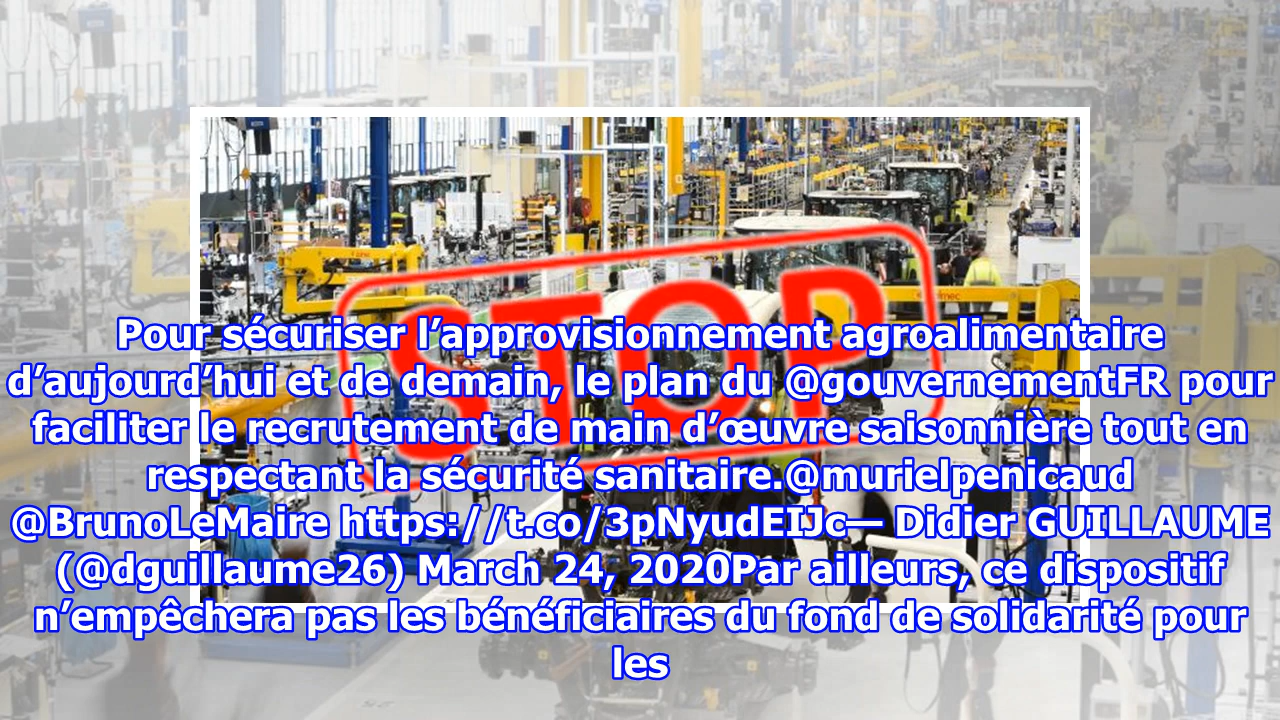 STOP
Pour sécuriser l’approvisionnement agroalimentaire
d’aujourd’hui et de demain, le plan du @gouvernementFR pour
faciliter le recrutement de main d’œuvre saisonnière tout en
respectant la sécurité sanitaire.@murielpenicaud
@BrunoLeMaire https://t.co/3pNyudEIJc— Didier GUILLAUME
(@dguillaume26) March 24, 2020Par ailleurs, ce dispositif
n’empêchera pas les bénéficiaires du fond de solidarité pour
les